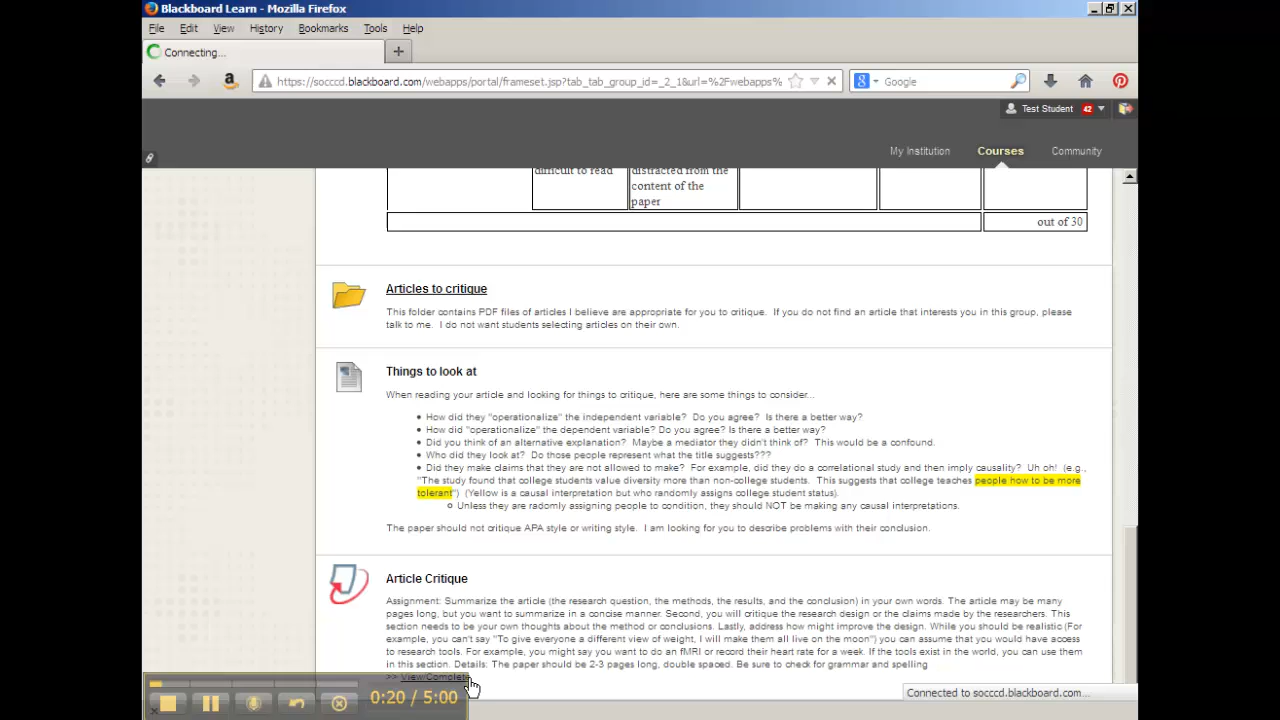 Blackboard Learn - Mozilla Firefox
File Edit View History Bookmarks Tools Help
Connecting...
https://socccd.blackboard.com/webapps/portal/frameset.jsp?tab_tab_group_id=_2_1&url=%2Fwebapps%
Google
Test Student 42
My Institution Courses Community
difficult to read
distracted from the
content of the
paper
out of 30
Articles to critique
This folder contains PDF files of articles I believe are appropriate for you to critique. If you do not find an article that interests you in this group, please
talk to me. I do not want students selecting articles on their own.
Things to look at
When reading your article and looking for things to critique, here are some things to consider...
How did they "operationalize" the independent variable? Do you agree? Is there a better way?
How did "operationalize" the dependent variable? Do you agree? Is there a better way?
Did you think of an alternative explanation? Maybe a mediator they didn't think of? This would be a confound.
Who did they look at? Do those people represent what the title suggests???
Did they make claims that they are not allowed to make? For example, did they do a correlational study and then imply causality? Uh oh! (e.g.,
"The study found that college students value diversity more than non-college students. This suggests that college teaches people how to be more
tolerant") (Yellow is a causal interpretation but who randomly assigns college student status).
Unless they are radomly assigning people to condition, they should NOT be making any causal interpretations.
The paper should not critique APA style or writing style. I am looking for you to describe problems with their conclusion.
Article Critique
Assignment: Summarize the article (the research question, the methods, the results, and the conclusion) in your own words. The article may be many
pages long, but you want to summarize in a concise manner. Second, you will critique the research design or the claims made by the researchers. This
section needs to be your own thoughts about the method or conclusions. Lastly, address how might improve the design. While you should be realistic (For
example, you can't say "To give everyone a different view of weight, I will make them all live on the moon") you can assume that you would have access
to research tools. For example, you might say you want to do an fMRI or record their heart rate for a week. If the tools exist in the world, you can use them
in this section. Details: The paper should be 2-3 pages long, double spaced. Be sure to check for grammar and spelling
>> View/Complete
0:20 / 5:00
Connected to socccd.blackboard.com...